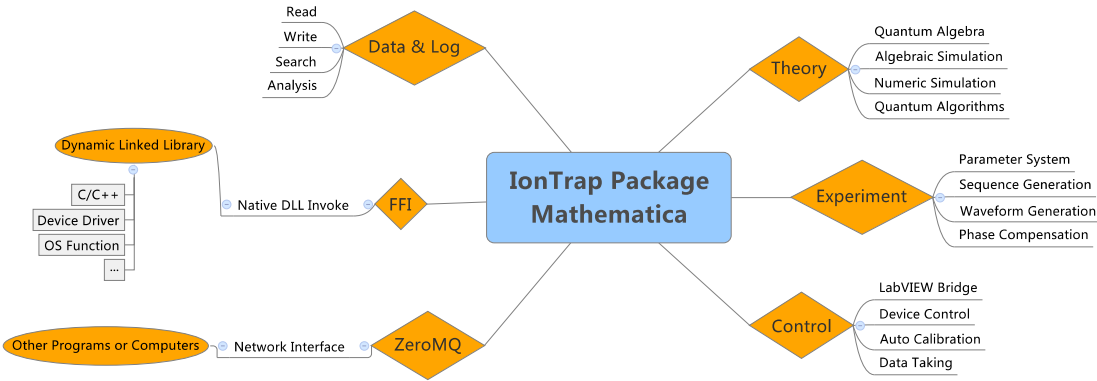 IonTrap Package
Mathematica
Data & Log
Read
Write
Search
Analysis
Theory
Quantum Algebra
Algebraic Simulation
Numeric Simulation
Quantum Algorithms
Dynamic Linked Library
C/C++
Device Driver
OS Function
...
Native DLL Invoke
FFI
Experiment
Parameter System
Sequence Generation
Waveform Generation
Phase Compensation
Other Programs or Computers
Network Interface
ZeroMQ
Control
LabVIEW Bridge
Device Control
Auto Calibration
Data Taking